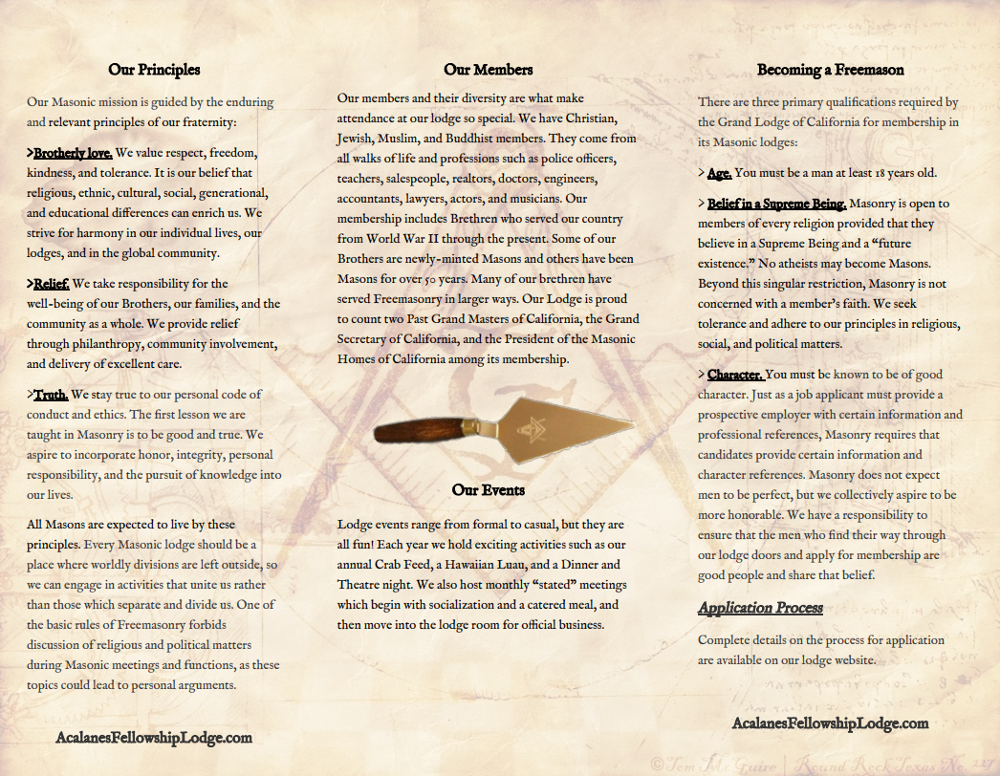 Our Principles
Our Masonic mission is guided by the enduring
and relevant principles of our fraternity:
>Brotherly love. We value respect, freedom,
kindness, and tolerance. It is our belief that
religious, ethnic, cultural, social, generational,
and educational differences can enrich us. We
strive for harmony in our individual lives, our
lodges, and in the global community.
>Relief. We take responsibility for the
well-being of our Brothers, our families, and the
community as a whole. We provide relief
through philanthropy, community involvement,
and delivery of excellent care.
>Truth. We stay true to our personal code of
conduct and ethics. The first lesson we are
taught in Masonry is to be good and true. We
aspire to incorporate honor, integrity, personal
responsibility, and the pursuit of knowledge into
our lives.
All Masons are expected to live by these
principles. Every Masonic lodge should be a
place where worldly divisions are left outside, so
we can engage in activities that unite us rather
than those which separate and divide us. One of
the basic rules of Freemasonry forbids
discussion of religious and political matters
during Masonic meetings and functions, as these
topics could lead to personal arguments.
AcalanesFellowshipLodge.com
Our Members
Our members and their diversity are what make
attendance at our lodge so special. We have Christian,
Jewish, Muslim, and Buddhist members. They come from
all walks of life and professions such as police officers,
teachers, salespeople, realtors, doctors, engineers,
accountants, lawyers, actors, and musicians. Our
membership includes Brethren who served our country
from World War II through the present. Some of our
Brothers are newly-minted Masons and others have been
Masons for over 50 years. Many of our brethren have
served Freemasonry in larger ways. Our Lodge is proud
to count two Past Grand Masters of California, the Grand
Secretary of California, and the President of the Masonic
Homes of California among its membership.
Our Events
Lodge events range from formal to casual, but they are
all fun! Each year we hold exciting activities such as our
annual Crab Feed, a Hawaiian Luau, and a Dinner and
Theatre night. We also host monthly “stated” meetings
which begin with socialization and a catered meal, and
then move into the lodge room for official business.
Becoming a Freemason
There are three primary qualifications required by
the Grand Lodge of California for membership in
its Masonic lodges:
> Age. You must be a man at least 18 years old.
> Belief in a Supreme Being. Masonry is open to
members of every religion provided that they
believe in a Supreme Being and a “future
existence.” No atheists may become Masons.
Beyond this singular restriction, Masonry is not
concerned with a member’s faith. We seek
tolerance and adhere to our principles in religious,
social, and political matters.
> Character. You must be known to be of good
character. Just as a job applicant must provide a
prospective employer with certain information and
professional references, Masonry requires that
candidates provide certain information and
character references. Masonry does not expect
men to be perfect, but we collectively aspire to be
more honorable. We have a responsibility to
ensure that the men who find their way through
our lodge doors and apply for membership are
good people and share that belief.
Application Process
Complete details on the process for application
are available on our lodge website.
AcalanesFellowshipLodge.com
© Tom McGuire | Round Rock Texas No. 227